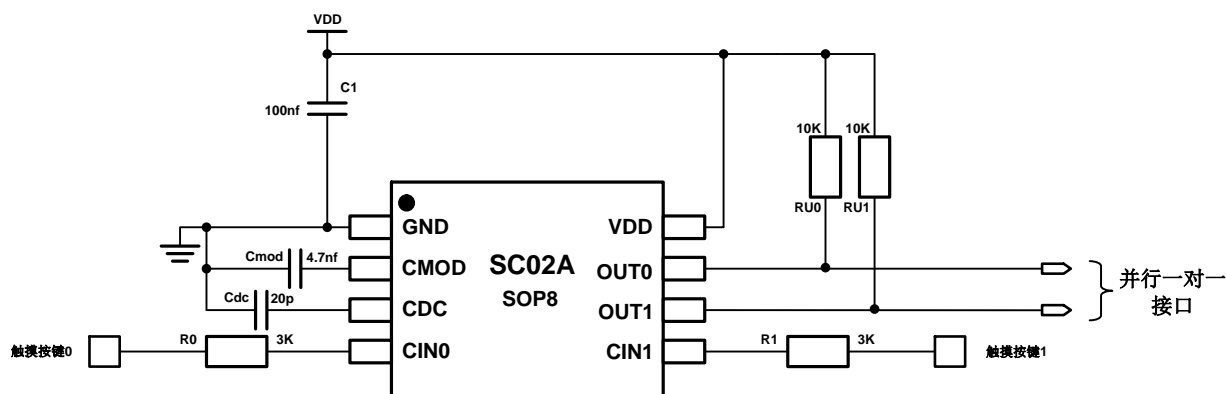 VDD
C1
100nf
10K
10K
RU0
RU1
GND
VDD
Cmod
4.7nf
CMOD
SC02A
OUT0
SOP8
Cdc
20p
CDC
OUT1
并行一对一
接口
触摸按键0
R0
3K
CIN0
CIN1
R1
3K
触摸按键1